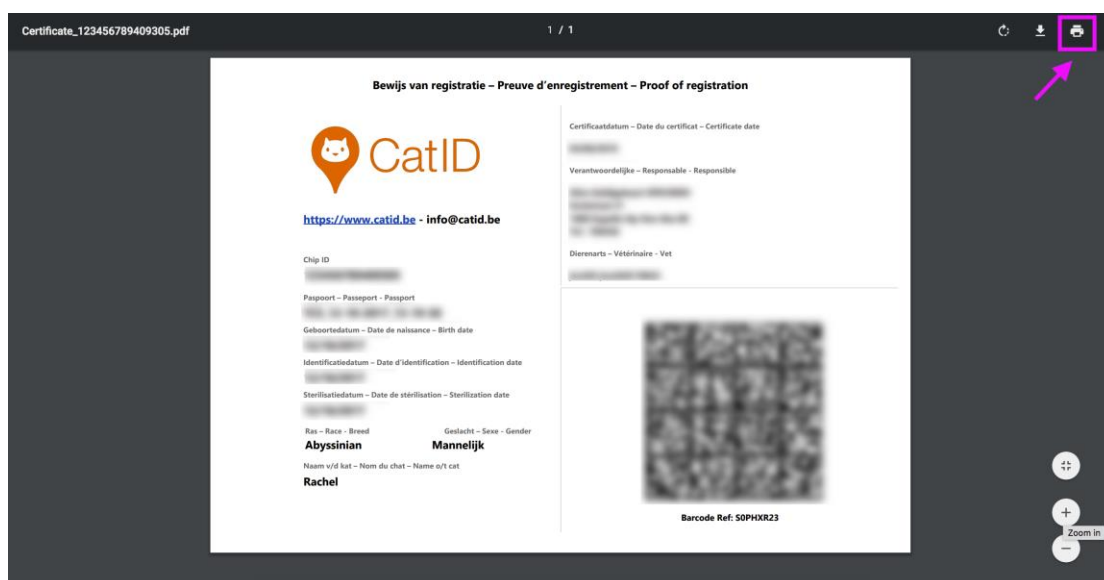 Certificate_123456789409305.pdf
1 / 1
Bewijs van registratie – Preuve d'enregistrement – Proof of registration
CatID
https://www.catid.be - info@catid.be
Chip ID
Paspoort – Passeport - Passport
Geboortedatum – Date de naissance – Birth date
Identificatiedatum – Date d'identification – Identification date
Sterilisatiedatum – Date de stérilisation – Sterilization date
Ras – Race - Breed Geslacht – Sexe - Gender
Abyssinian Mannelijk
Naam v/d kat – Nom du chat – Name o/t cat
Rachel
Certificaatdatum – Date du certificat – Certificate date
Verantwoordelijke – Responsable - Responsible
Dierenarts – Vétérinaire - Vet
Barcode Ref: S0PHXR23
Zoom in